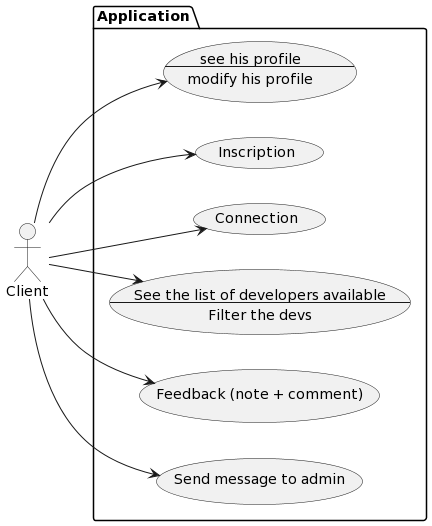 Application
see his profile
modify his profile
Inscription
Connection
Client
See the list of developers available
Filter the devs
Feedback (note + comment)
Send message to admin